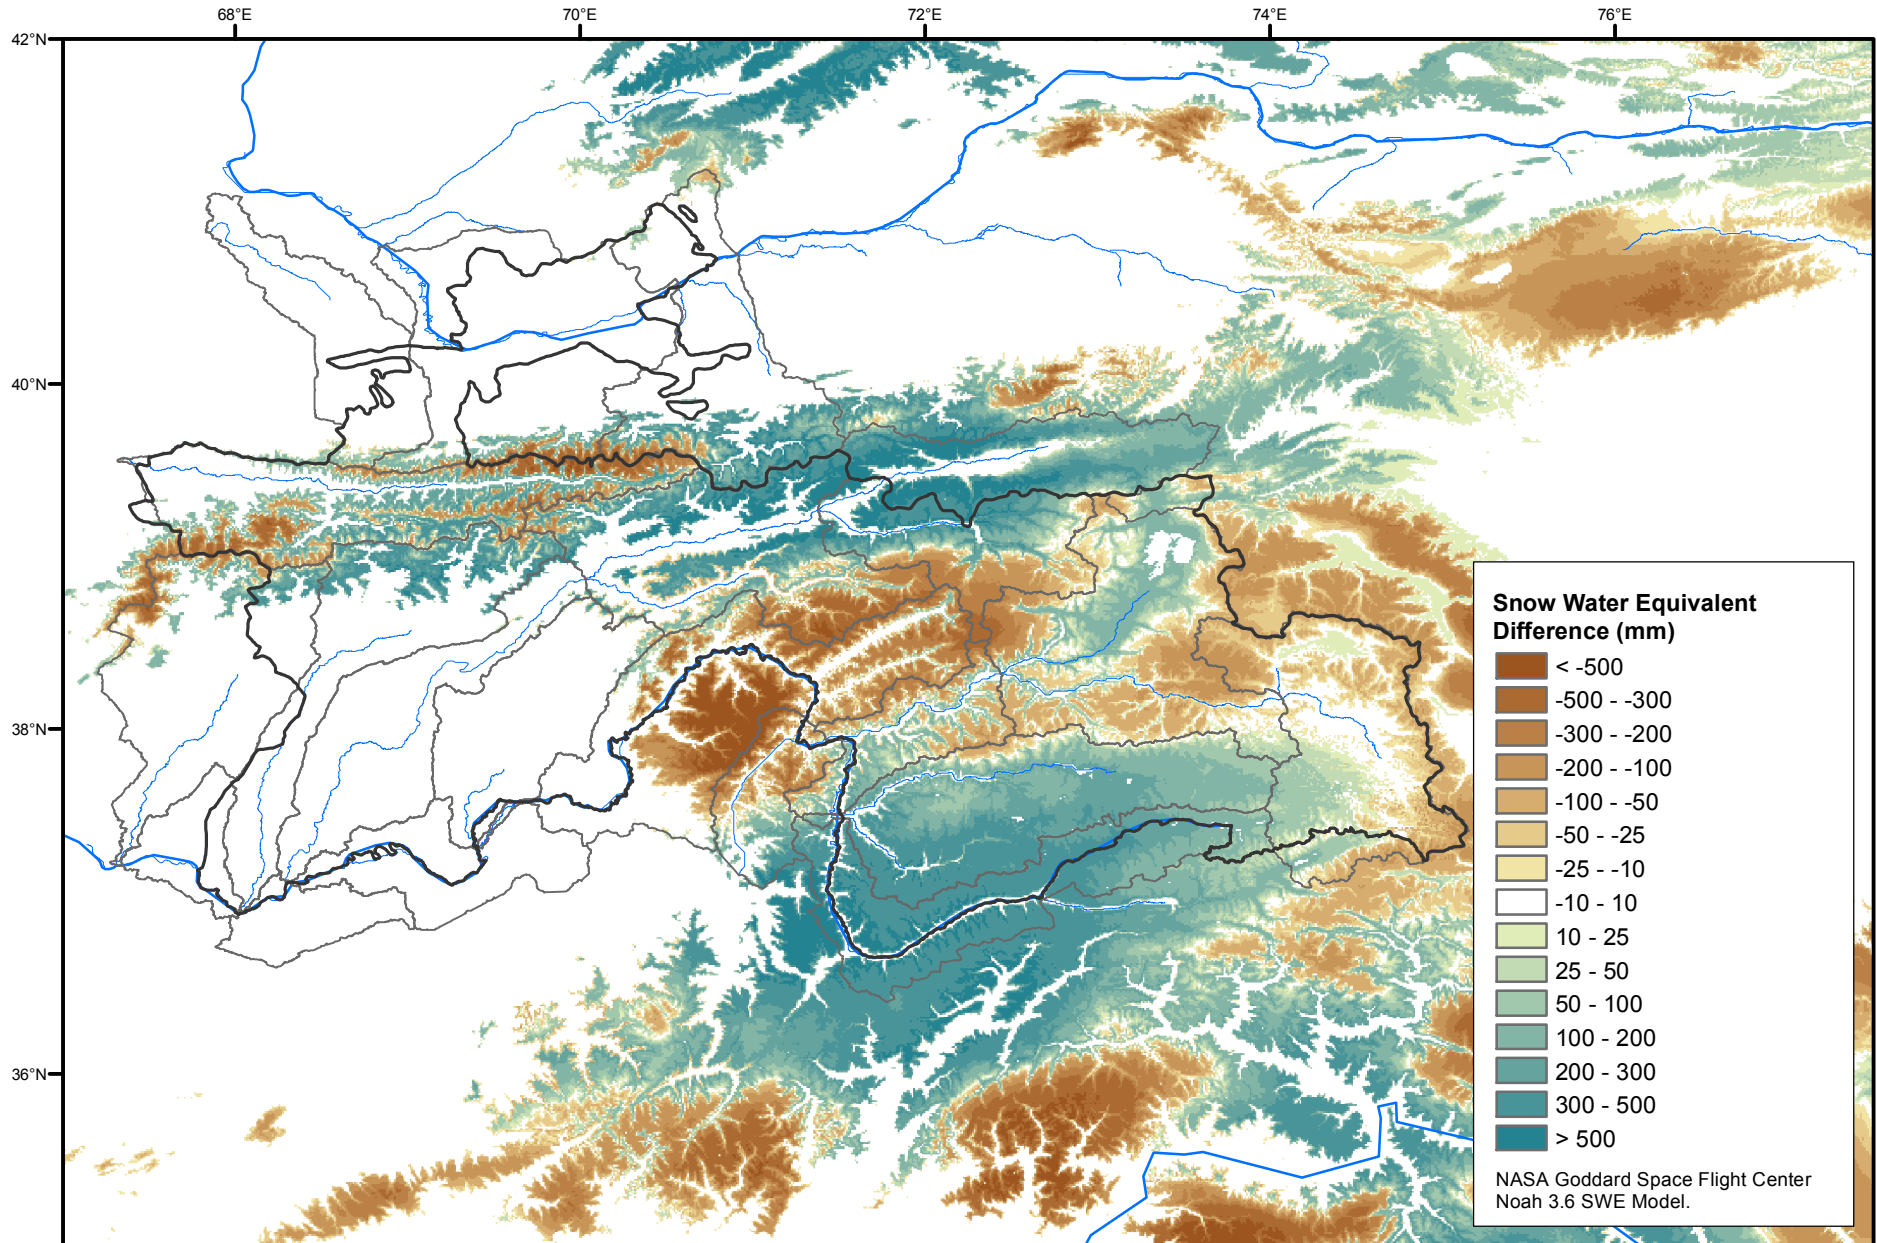 68°E
70°E
72°E
74°E
76°E
42°N
40°N
38°N
36°N
Snow Water Equivalent
Difference (mm)
< -500
-500 - -300
-300 - -200
-200 - -100
-100 - -50
-50 - -25
-25 - -10
-10 - 10
10 - 25
25 - 50
50 - 100
100 - 200
200 - 300
300 - 500
> 500
NASA Goddard Space Flight Center
Noah 3.6 SWE Model.